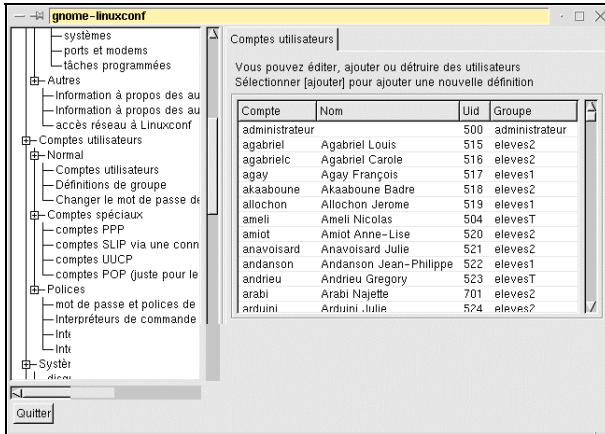 gnome-linuxconf
systèmes
ports et modems
tâches programmées
Autres
Information à propos des au
Information à propos des au
accès réseau à Linuxconf
Comptes utilisateurs
Normal
Comptes utilisateurs
Définitions de groupe
Changer le mot de passe de
Comptes spéciaux
comptes PPP
comptes SLIP via une conn
comptes UUCP
comptes POP (juste pour le
Polices
mot de passe et polices de
Interpréteurs de commande
Inte
Inte
Systèr
Quitter
Comptes utilisateurs
Vous pouvez éditer, ajouter ou détruire des utilisateurs
Sélectionner [ajouter] pour ajouter une nouvelle définition
Compte Nom Uid Groupe
administrateur 500 administrateur
agabriel Agabriel Louis 515 eleves2
agabrielc Agabriel Carole 516 eleves2
agay Agay François 517 eleves1
akaaboune Akaaboune Badre 518 eleves2
allochon Allochon Jerome 519 eleves1
ameli Ameli Nicolas 504 elevesT
amiot Amiot Anne-Lise 520 eleves2
anavoisard Anavoisard Julie 521 eleves2
andanson Andanson Jean-Philippe 522 eleves1
andrieu Andrieu Gregory 523 elevesT
arabi Arabi Najette 701 eleves2
arduini Arduini Julie 524 eleves2